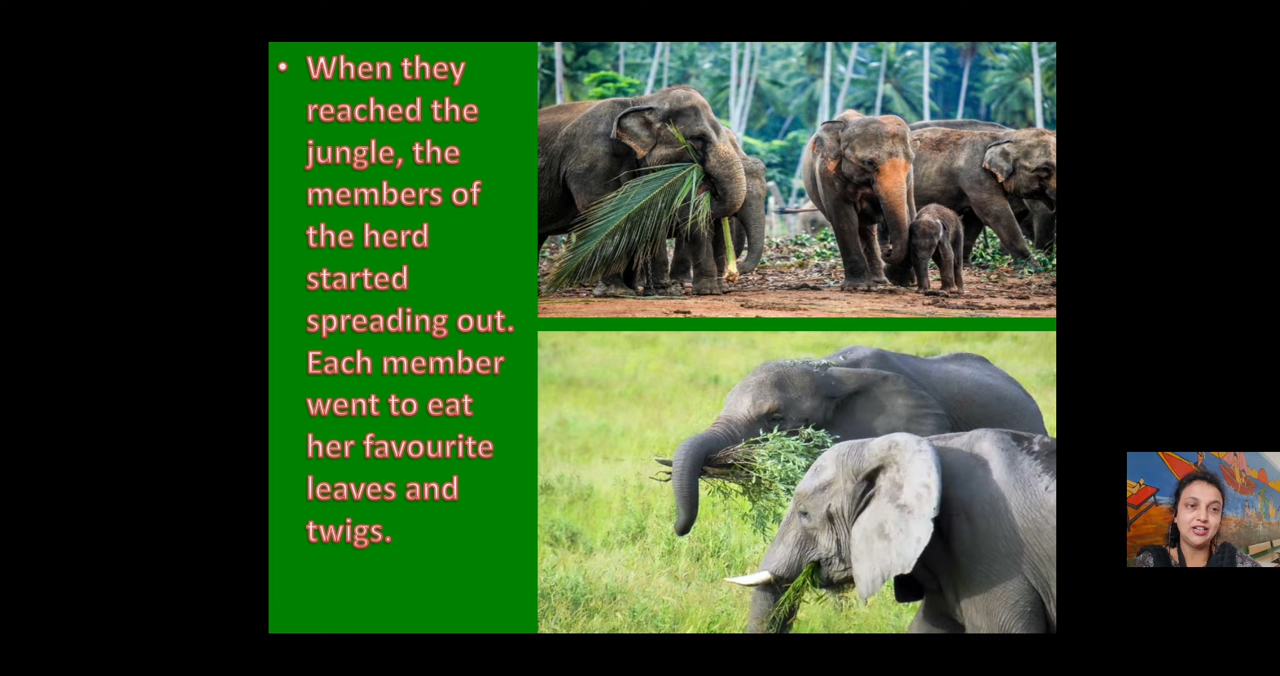 • When they
reached the
jungle, the
members of
the herd
started
spreading out.
Each member
went to eat
her favourite
leaves and
twigs.